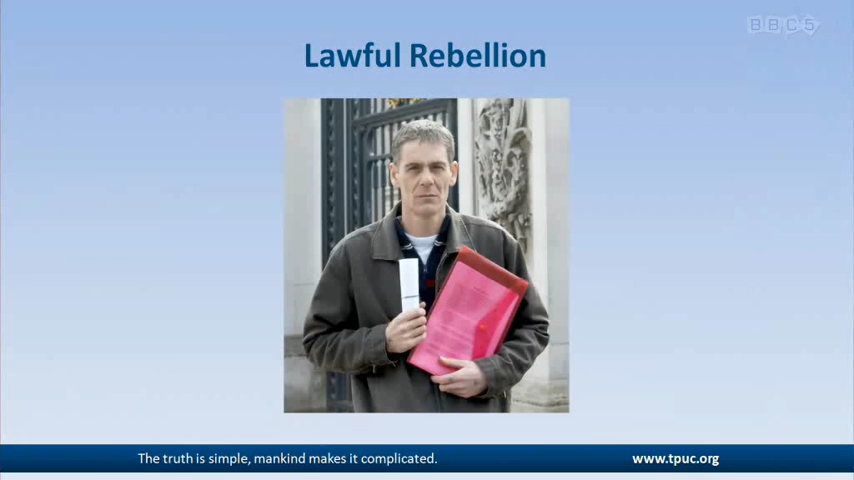 BBC5
Lawful Rebellion
The truth is simple, mankind makes it complicated.
www.tpuc.org